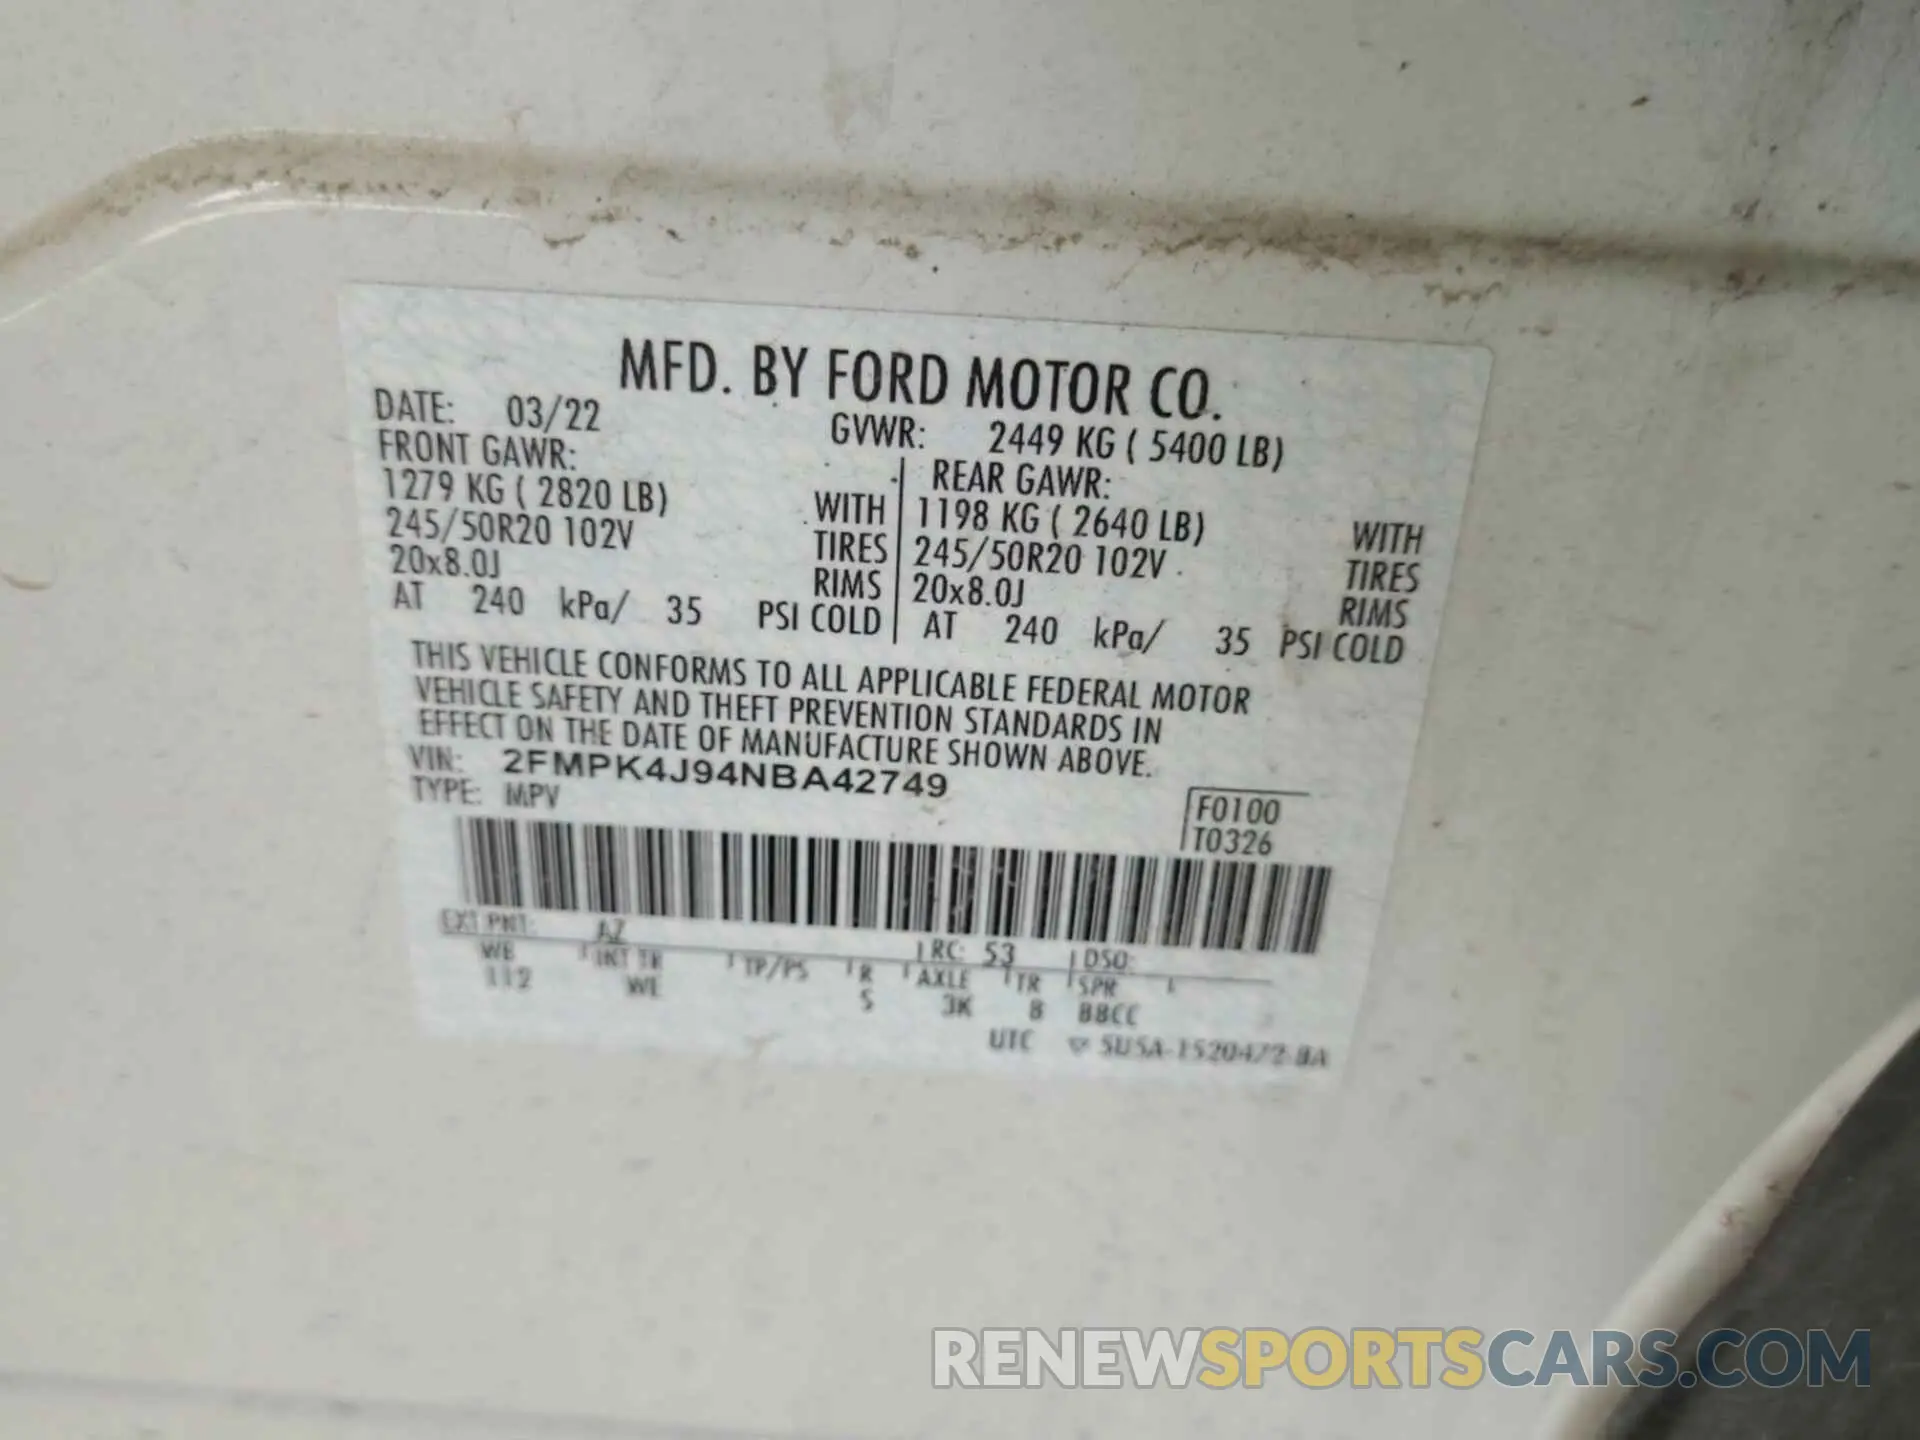 MFD. BY FORD MOTOR CO.
DATE: 03/22 GVWR: 2449 KG ( 5400 LB)
FRONT GAWR: REAR GAWR:
1279 KG ( 2820 LB) WITH 1198 KG ( 2640 LB) WITH
245/50R20 102V TIRES 245/50R20 102V TIRES
20x8.0J RIMS 20x8.0J RIMS
AT 240 kPa/ 35 PSI COLD AT 240 kPa/ 35 PSI COLD
THIS VEHICLE CONFORMS TO ALL APPLICABLE FEDERAL MOTOR
VEHICLE SAFETY AND THEFT PREVENTION STANDARDS IN
EFFECT ON THE DATE OF MANUFACTURE SHOWN ABOVE.
VIN: 2FMPK4J94NBA42749
TYPE: MPV
F0100
T0326
EXT PNT: AZ RC: 53 DSO:
WB INT TR TP/PS R AXLE TR SPR
112 WE 5 3K 8 BBCC
UTC
RENEWSPORTSCARS.COM